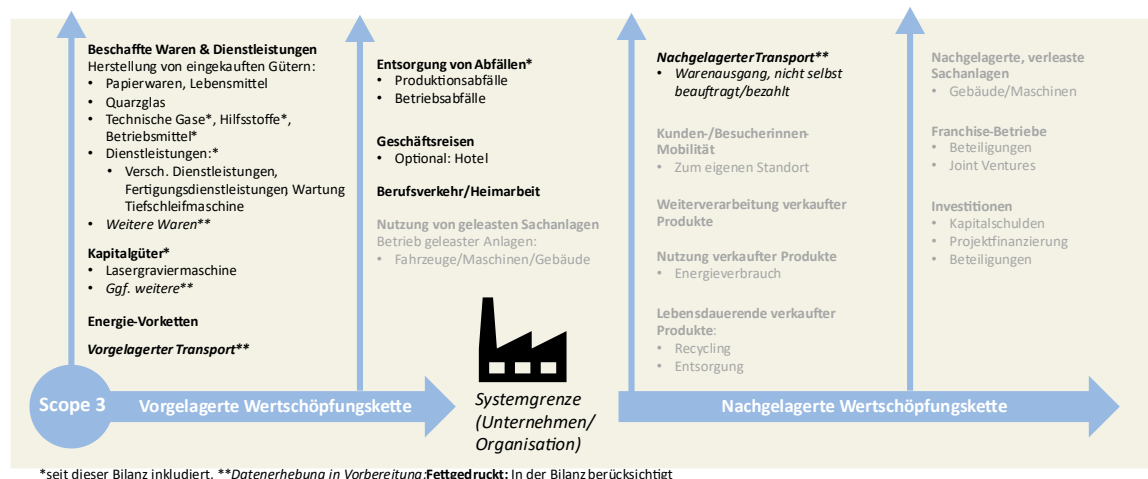 Beschaffte Waren & Dienstleistungen
Herstellung von eingekauften Gütern:
• Papierwaren, Lebensmittel
• Quarzglas
• Technische Gase*, Hilfsstoffe*,
Betriebsmittel*
• Dienstleistungen:*
• Versch. Dienstleistungen,
Fertigungsdienstleistungen, Wartung
Tiefschleifmaschine
• Weitere Waren**
Kapitalgüter*
• Lasergraviermaschine
• Ggf. weitere**
Energie-Vorketten
Vorgelagerter Transport**
Entsorgung von Abfällen*
• Produktionsabfälle
• Betriebsabfälle
Geschäftsreisen
• Optional: Hotel
Berufsverkehr/Heimarbeit
Nutzung von geleasten Sachanlagen
Betrieb geleaster Anlagen:
• Fahrzeuge/Maschinen/Gebäude
Nachgelagerter Transport**
• Warenausgang, nicht selbst
beauftragt/bezahlt
Kunden-/Besucherinnen-
Mobilität
• Zum eigenen Standort
Weiterverarbeitung verkaufter
Produkte
Nutzung verkaufter Produkte
• Energieverbrauch
Lebensdauerende verkaufter
Produkte:
• Recycling
• Entsorgung
Nachgelagerte, verleaste
Sachanlagen
• Gebäude/Maschinen
Franchise-Betriebe
• Beteiligungen
• Joint Ventures
Investitionen
• Kapitalschulden
• Projektfinanzierung
• Beteiligungen
Scope 3
Vorgelagerte Wertschöpfungskette
Systemgrenze
(Unternehmen/
Organisation)
Nachgelagerte Wertschöpfungskette
*seit dieser Bilanz inkludiert. **Datenerhebung in Vorbereitung;Fettgedruckt: In der Bilanz berücksichtigt